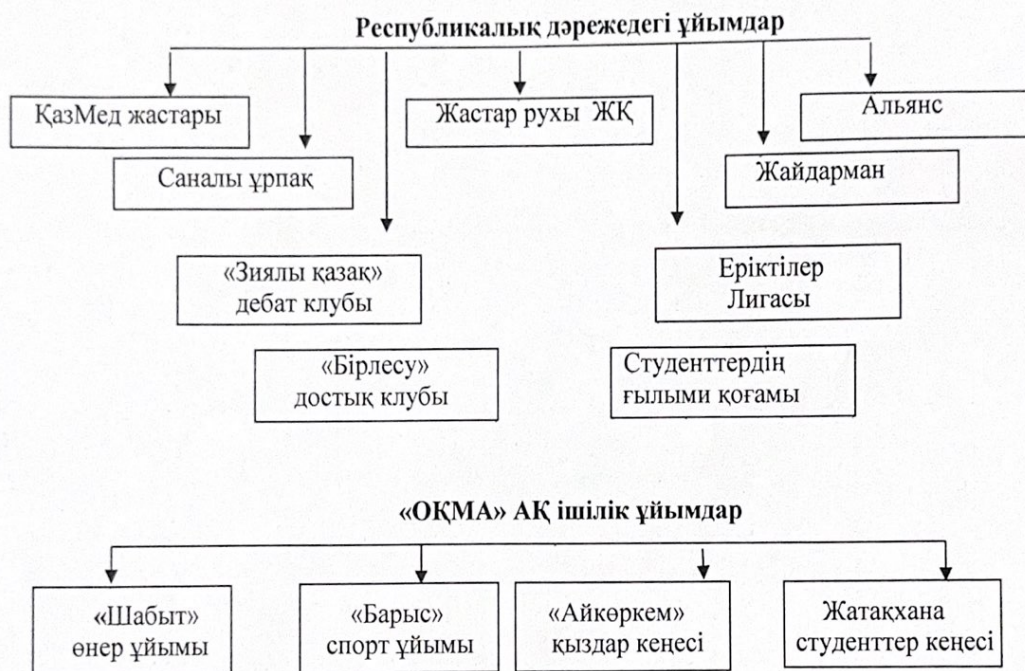 Республикалық дәрежедегі ұйымдар
ҚазМед жастары
Жастар рухы ЖҚ
Альянс
Саналы ұрпақ
Жайдарман
«Зиялы қазақ»
дебат клубы
Еріктілер
Лигасы
«Бірлесу»
достық клубы
Студенттердің
ғылыми қоғамы
«ОҚМА» АҚ ішілік ұйымдар
«Шабыт»
өнер ұйымы
«Барыс»
спорт ұйымы
«Айкөркем»
қыздар кеңесі
Жатақхана
студенттер кеңесі